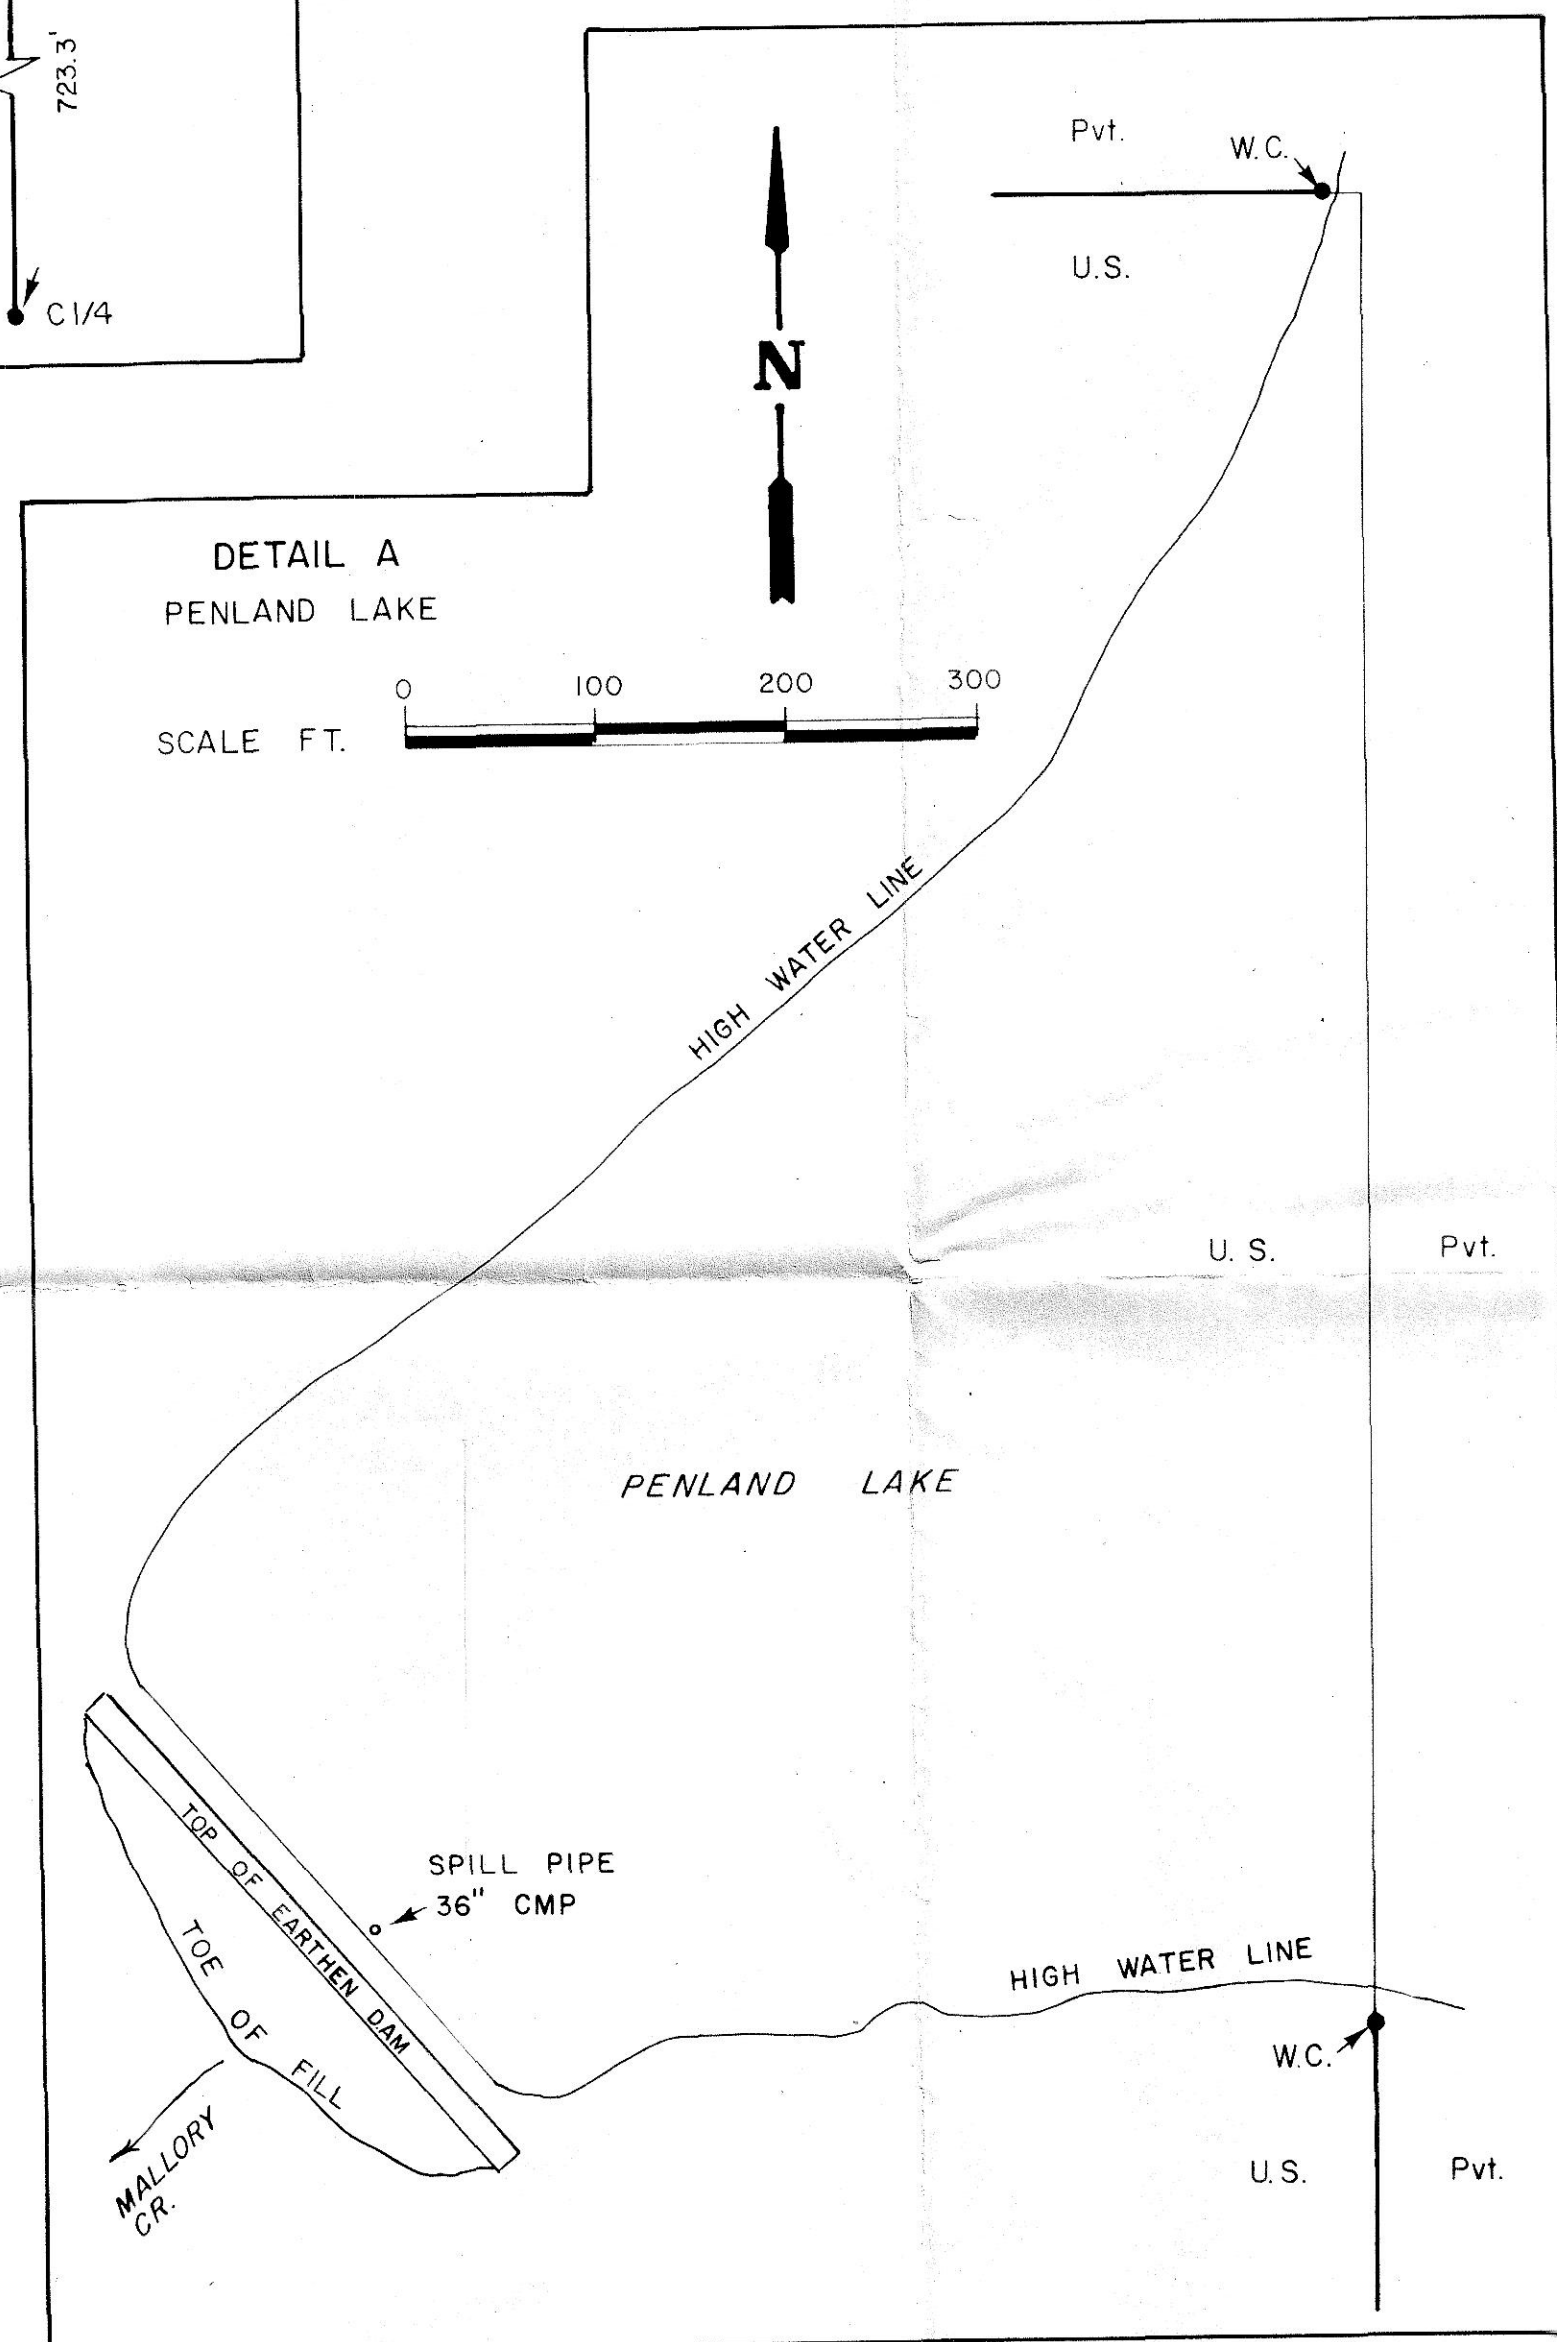 723.3'
C 1/4
Pvt.
W.C.
U.S.
N
DETAIL A
PENLAND LAKE
0 100 200 300
SCALE FT.
HIGH WATER LINE
U. S. Pvt.
PENLAND LAKE
SPILL PIPE
36" CMP
TOP OF EARTHEN DAM
TOE OF FILL
HIGH WATER LINE
W.C.
MALLORY
CR.
U.S. Pvt.